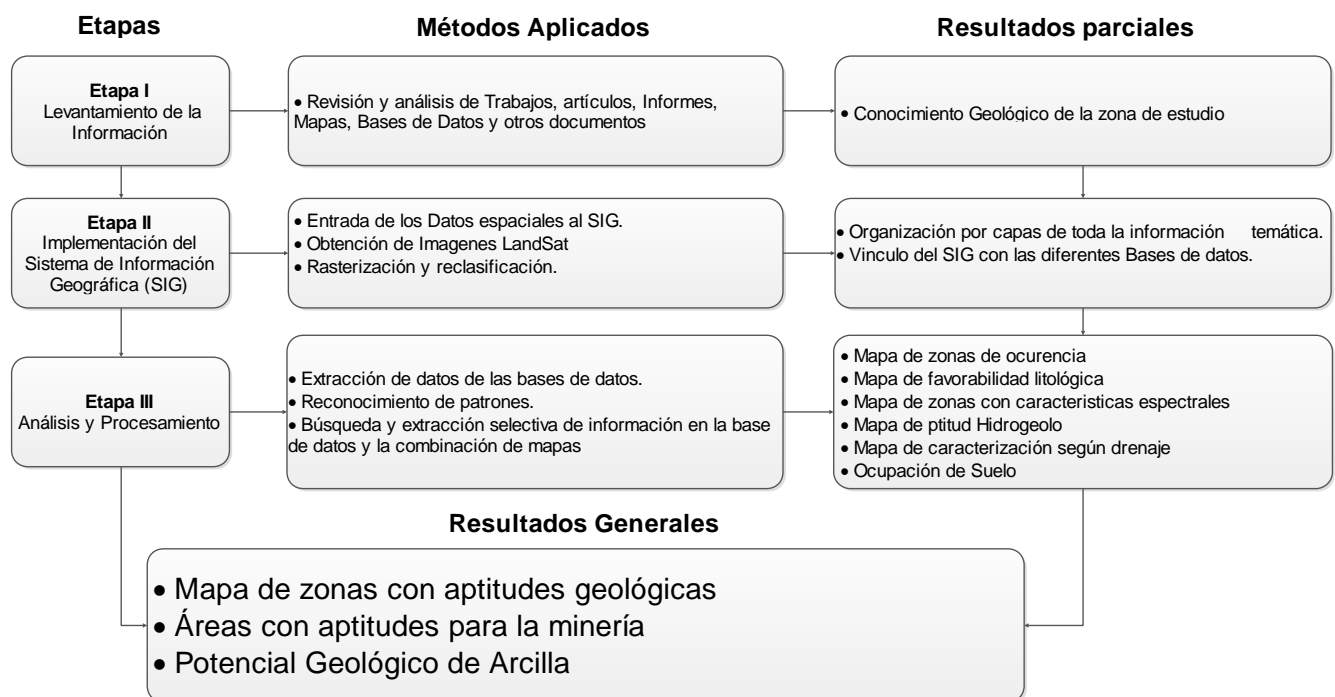 Etapas
Métodos Aplicados
Resultados parciales
Etapa I
Levantamiento de la
Información
• Revisión y análisis de Trabajos, artículos, Informes,
Mapas, Bases de Datos y otros documentos
• Conocimiento Geológico de la zona de estudio
Etapa II
Implementación del
Sistema de Información
Geográfica (SIG)
• Entrada de los Datos espaciales al SIG.
• Obtención de Imagenes LandSat
• Rasterización y reclasificación.
• Organización por capas de toda la información temática.
• Vinculo del SIG con las diferentes Bases de datos.
Etapa III
Análisis y Procesamiento
• Extracción de datos de las bases de datos.
• Reconocimiento de patrones.
• Búsqueda y extracción selectiva de información en la base
de datos y la combinación de mapas
• Mapa de zonas de ocurencia
• Mapa de favorabilidad litológica
• Mapa de zonas con caracteristicas espectrales
• Mapa de ptitud Hidrogeolo
• Mapa de caracterización según drenaje
• Ocupación de Suelo
Resultados Generales
• Mapa de zonas con aptitudes geológicas
• Áreas con aptitudes para la minería
• Potencial Geológico de Arcilla